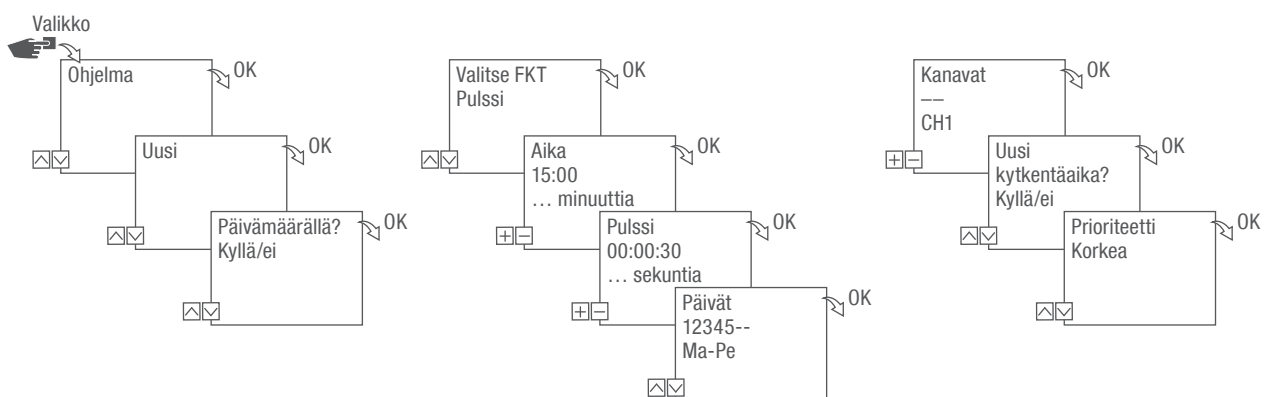 Valikko
Ohjelma
OK
Uusi
OK
Päivämäärällä?
Kyllä/ei
OK
Valitse FKT
Pulssi
OK
Aika
15:00
… minuuttia
OK
Pulssi
00:00:30
… sekuntia
OK
Päivät
12345--
Ma-Pe
OK
Kanavat
––
CH1
OK
Uusi
kytkentäaika?
Kyllä/ei
OK
Prioriteetti
Korkea
OK